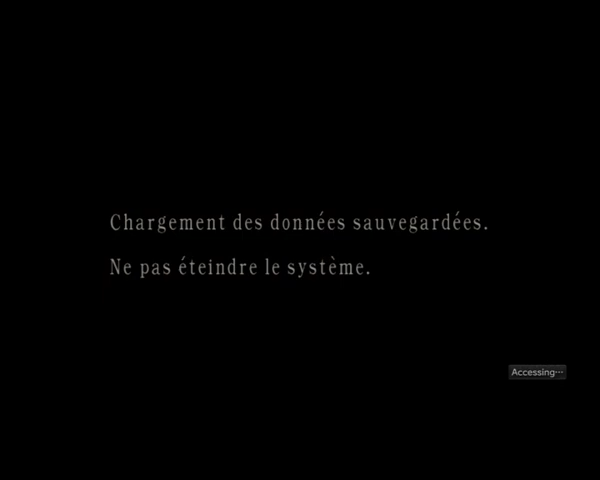 Chargement des données sauvegardées.
Ne pas éteindre le système.
Accessing···